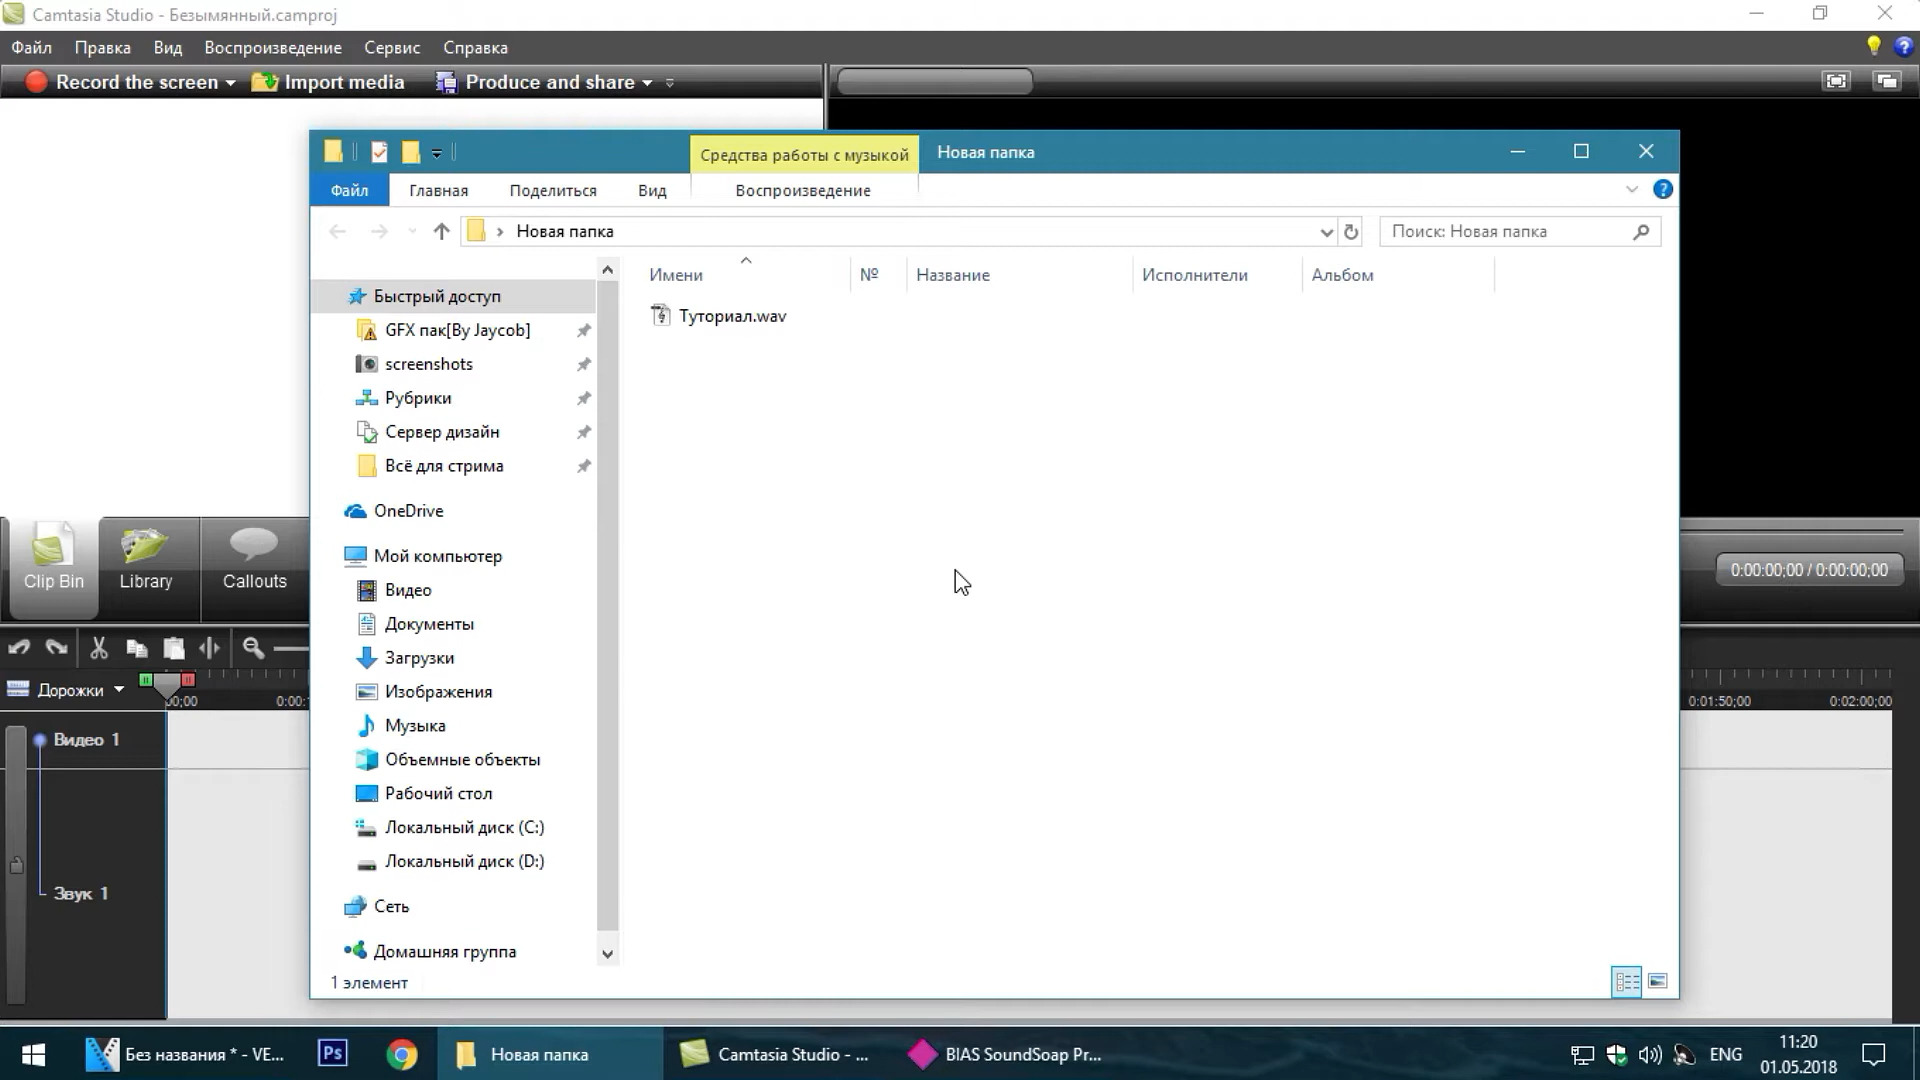 Camtasia Studio - Безымянный.camproj
Файл Правка Вид Воспроизведение Сервис Справка
Record the screen Import media Produce and share
Средства работы с музыкой Новая папка
Файл Главная Поделиться Вид Воспроизведение
Новая папка Поиск: Новая папка
Имени № Название Исполнители Альбом
Туториал.wav
Быстрый доступ
GFX пак[By Jaycob]
screenshots
Рубрики
Сервер дизайн
Всё для стрима
OneDrive
Мой компьютер
Видео
Документы
Загрузки
Изображения
Музыка
Объемные объекты
Рабочий стол
Локальный диск (C:)
Локальный диск (D:)
Сеть
Домашняя группа
1 элемент
Clip Bin Library Callouts
0:00:00;00 / 0:00:00;00
Дорожки
0:01:50;00 0:02:00;00
Видео 1
Звук 1
Без названия * - VE...
Ps
Новая папка
Camtasia Studio - ...
BIAS SoundSoap Pr...
ENG
11:20
01.05.2018